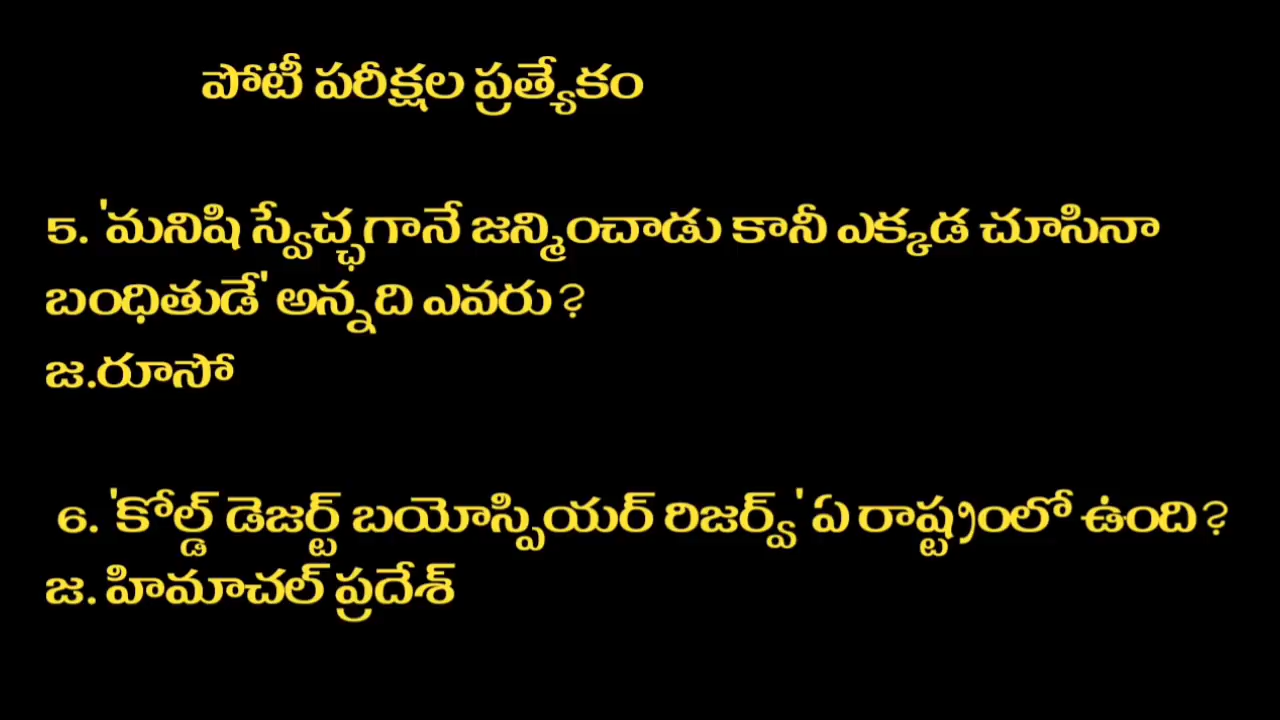 పోటీ పరీక్షల ప్రత్యేకం
5. 'మనిషి స్వేచ్ఛగానే జన్మించాడు కానీ ఎక్కడ చూసినా
బంధితుడే' అన్నది ఎవరు?
జ.రూసో
6. 'కోల్డ్ డెజర్ట్ బయోస్పియర్ రిజర్వ్' ఏ రాష్ట్రంలో ఉంది?
జ. హిమాచల్ ప్రదేశ్